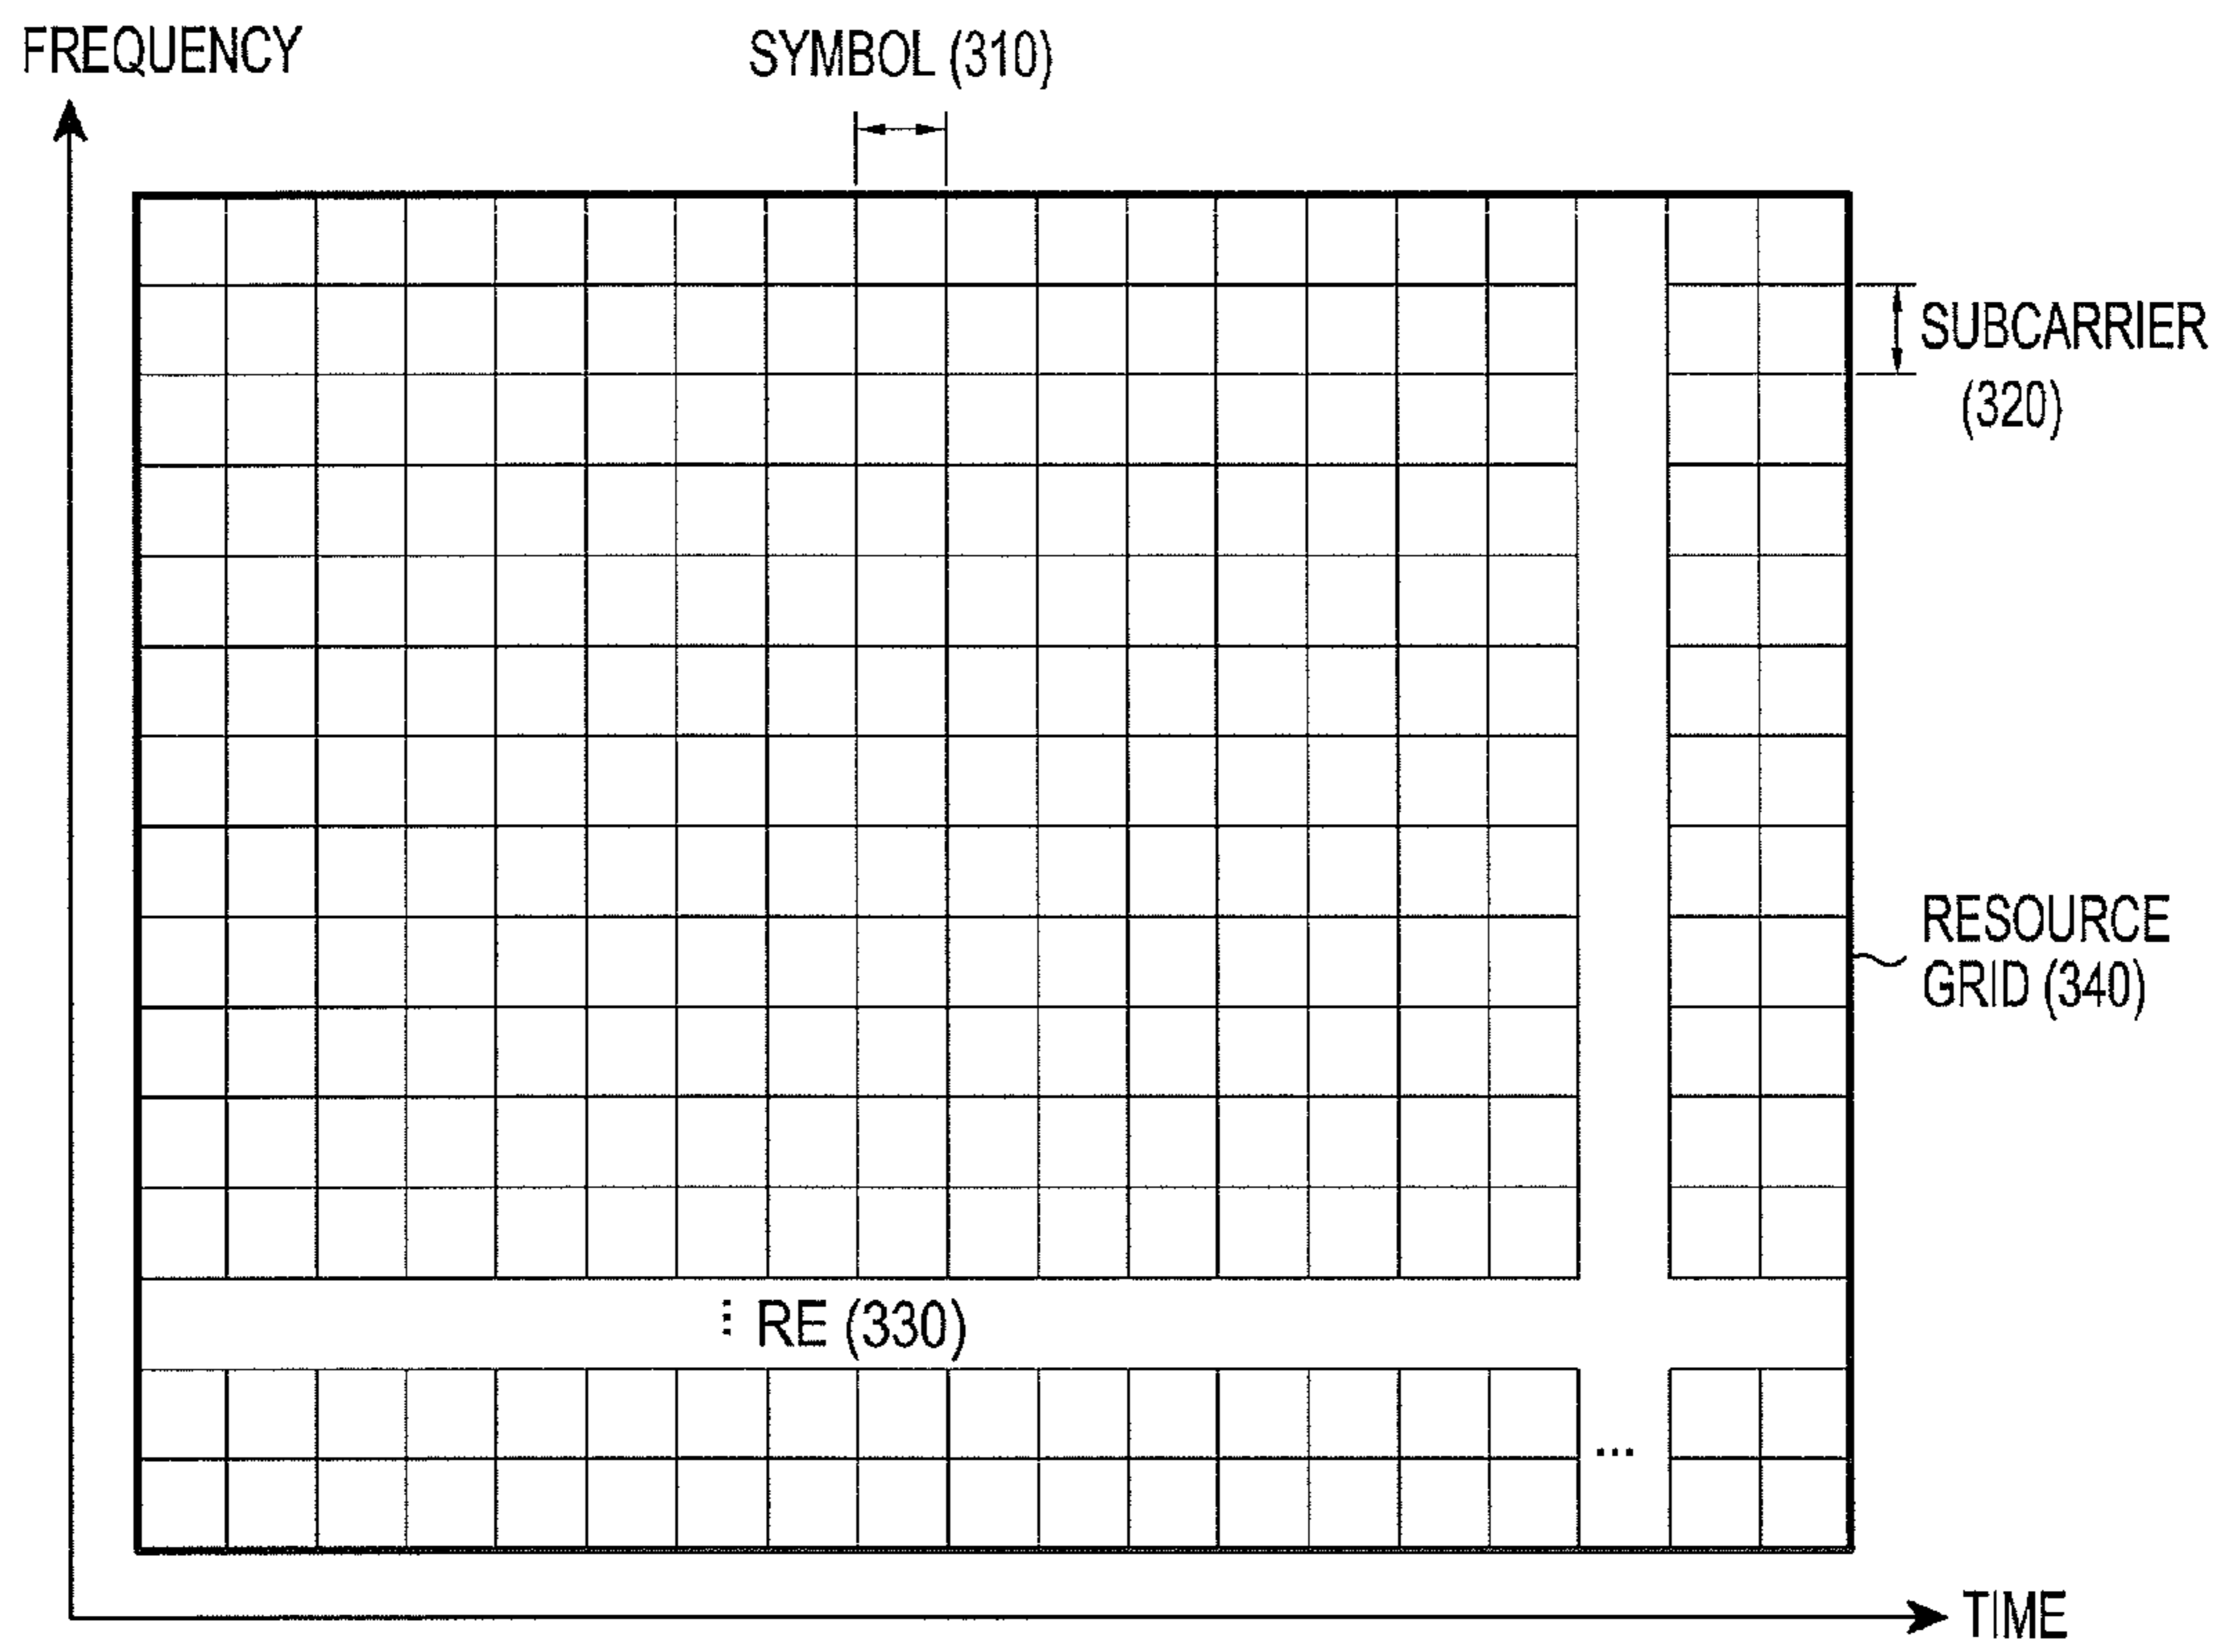 FREQUENCY
SYMBOL (310)
SUBCARRIER
(320)
RESOURCE
GRID (340)
⋮ RE (330)
...
TIME